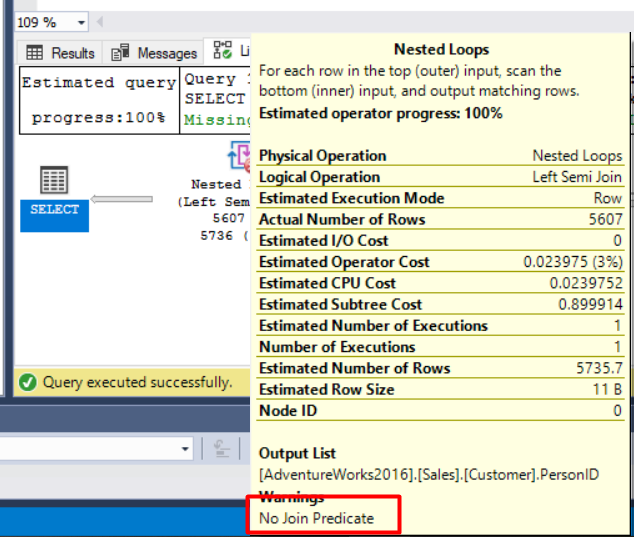 109 %
Results Messages Li
Estimated query
progress:100%
Query 1
SELECT
Missing
SELECT
Nested
(Left Sem
5607
5736 (
Query executed successfully.
Nested Loops
For each row in the top (outer) input, scan the
bottom (inner) input, and output matching rows.
Estimated operator progress: 100%
Physical Operation Nested Loops
Logical Operation Left Semi Join
Estimated Execution Mode Row
Actual Number of Rows 5607
Estimated I/O Cost 0
Estimated Operator Cost 0.023975 (3%)
Estimated CPU Cost 0.0239752
Estimated Subtree Cost 0.899914
Estimated Number of Executions 1
Number of Executions 1
Estimated Number of Rows 5735.7
Estimated Row Size 11 B
Node ID 0
Output List
[AdventureWorks2016].[Sales].[Customer].PersonID
Warnings
No Join Predicate